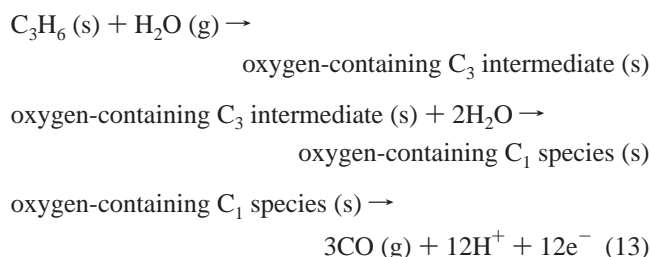 C₃H₆ (s) + H₂O (g) →
oxygen-containing C₃ intermediate (s)
oxygen-containing C₃ intermediate (s) + 2H₂O →
oxygen-containing C₁ species (s)
oxygen-containing C₁ species (s) →
3CO (g) + 12H⁺ + 12e⁻ (13)